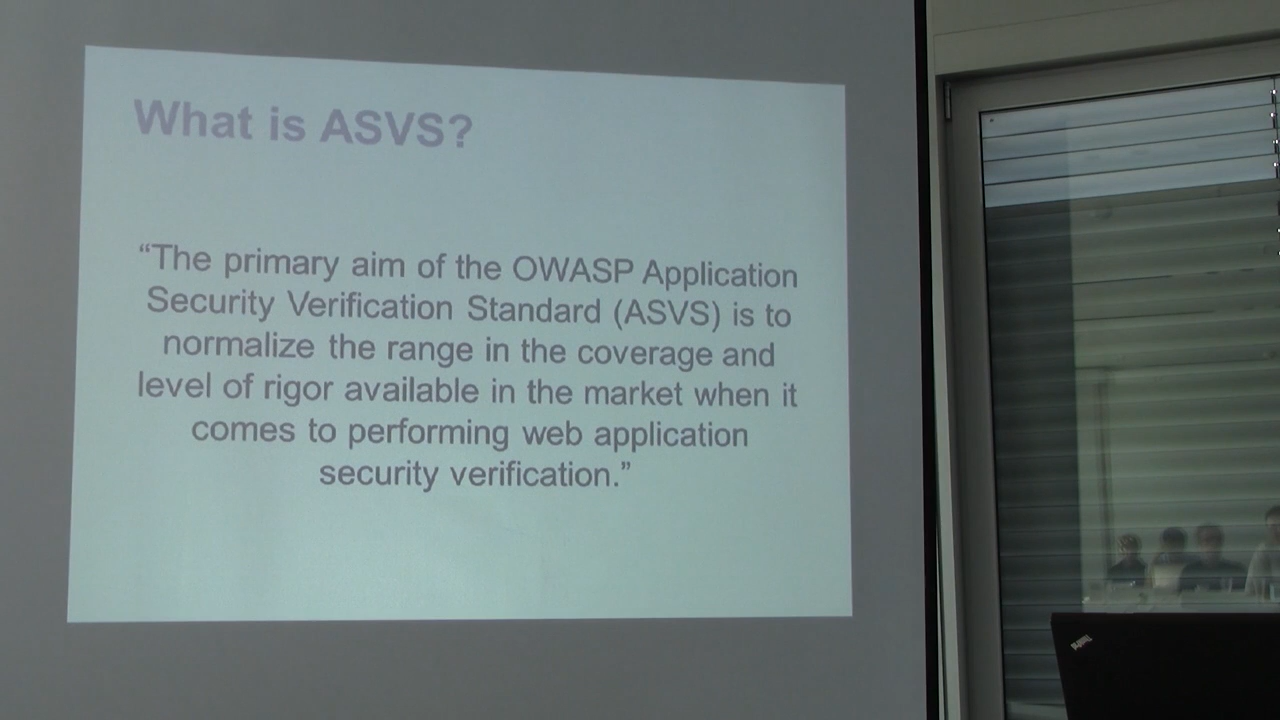 What is ASVS?
“The primary aim of the OWASP Application
Security Verification Standard (ASVS) is to
normalize the range in the coverage and
level of rigor available in the market when it
comes to performing web application
security verification.”